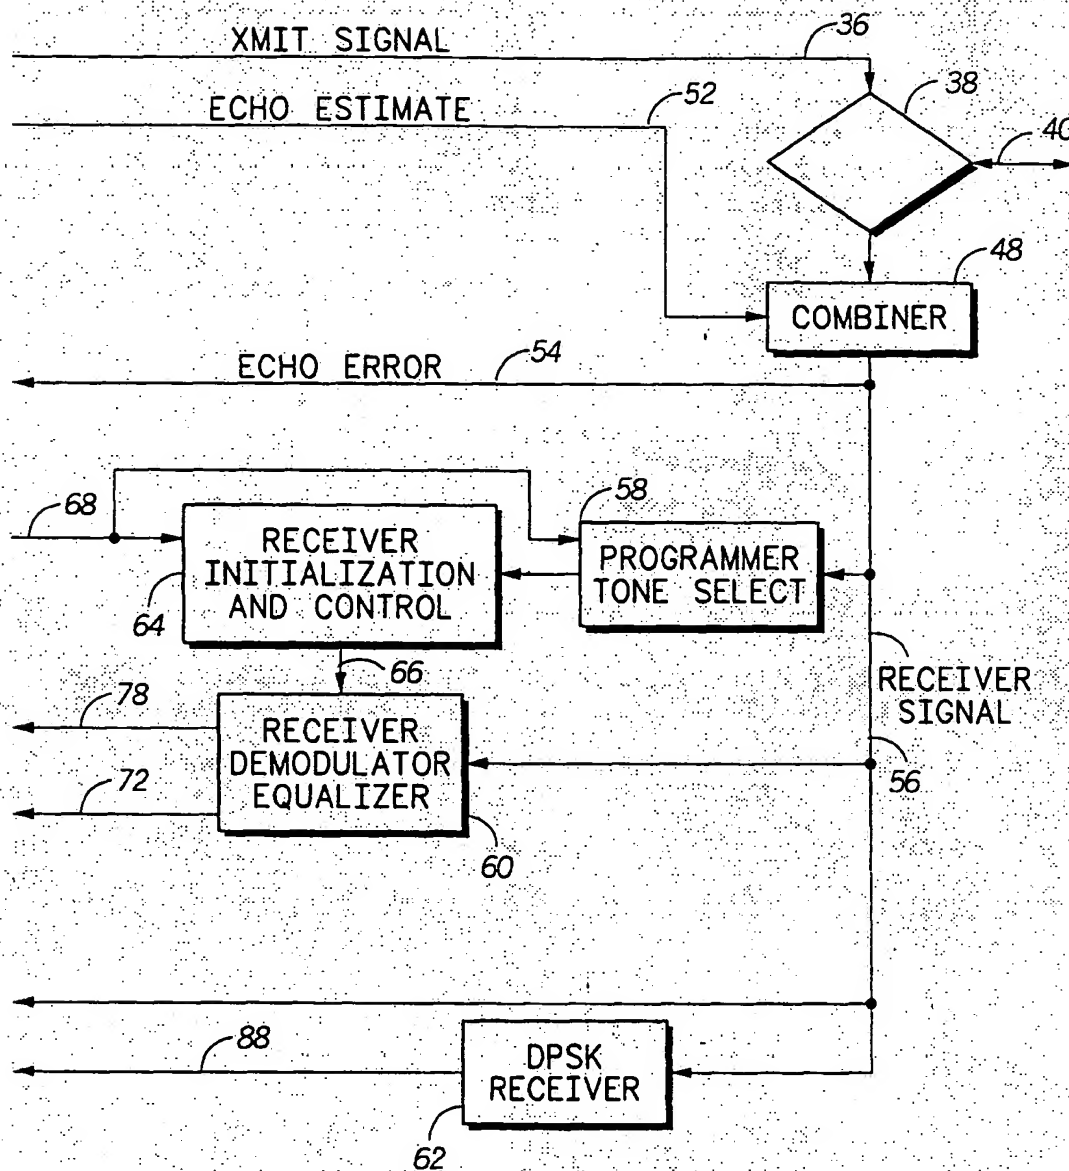 XMIT SIGNAL
36
ECHO ESTIMATE
52
38
40
48
COMBINER
ECHO ERROR
54
68
58
RECEIVER
INITIALIZATION
AND CONTROL
PROGRAMMER
TONE SELECT
64
66
RECEIVER
SIGNAL
78
RECEIVER
DEMODULATOR
EQUALIZER
72
56
60
88
DPSK
RECEIVER
62